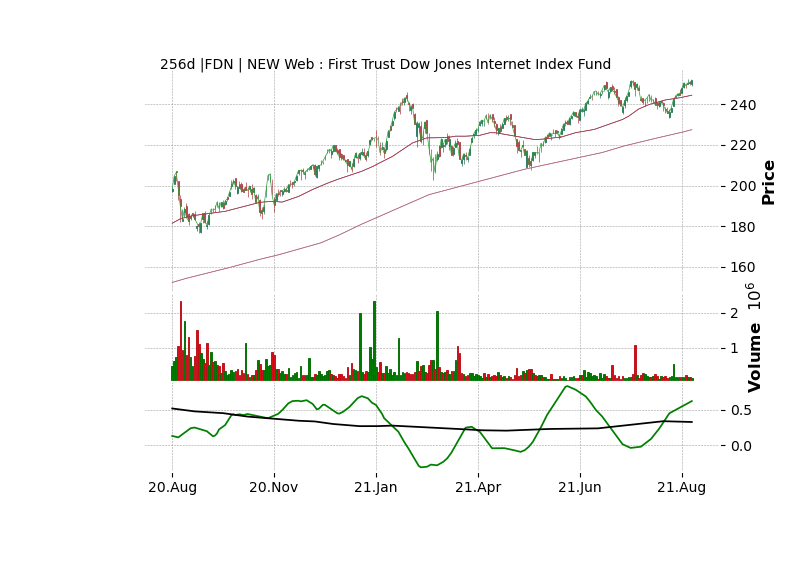 256d |FDN | NEW Web : First Trust Dow Jones Internet Index Fund
240
220
200
180
160
Price
2
1
Volume 10^6
0.5
0.0
20.Aug 20.Nov 21.Jan 21.Apr 21.Jun 21.Aug